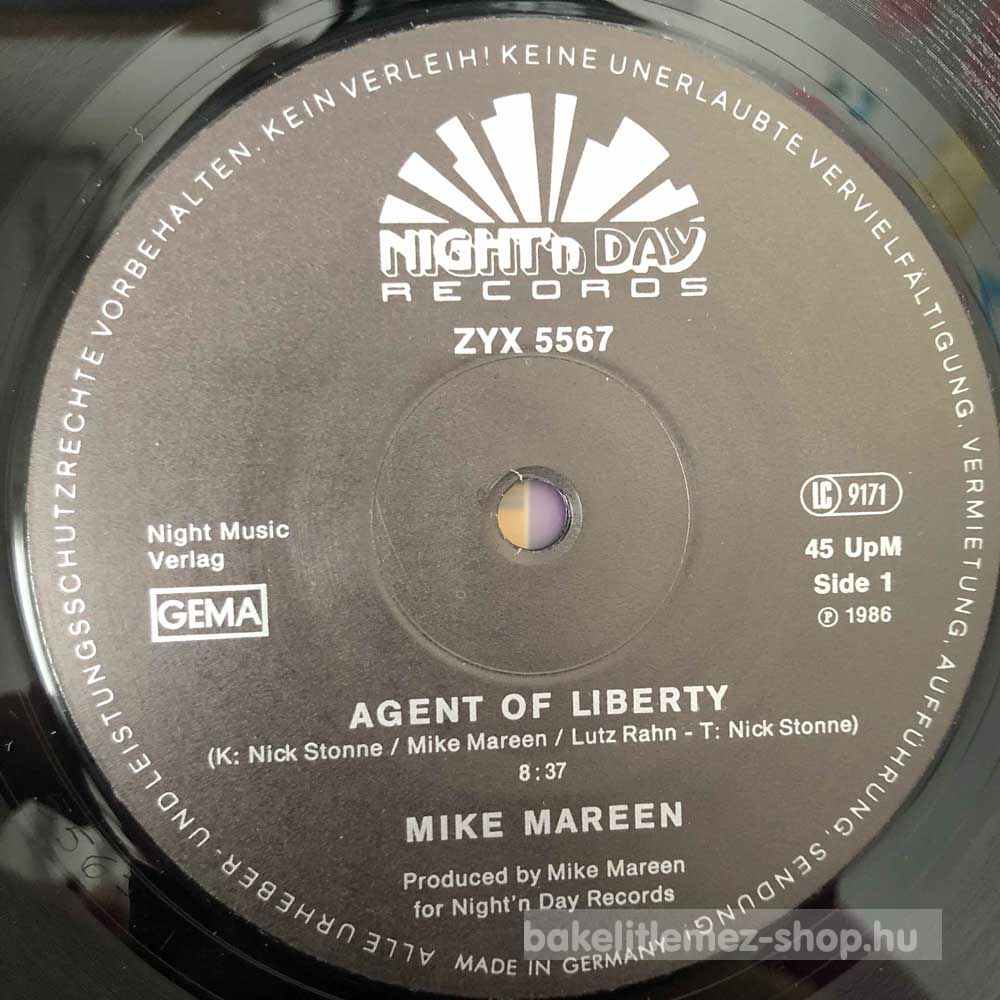 ALLE URHEBER- UND LEISTUNGSSCHUTZRECHTE VORBEHALTEN. KEIN VERLEIH! KEINE UNERLAUBTE VERVIELFÄLTIGUNG, VERMIETUNG, AUFFÜHRUNG, SENDUNG!
NIGHT'n DAY
RECORDS
ZYX 5567
Night Music
Verlag
GEMA
LC 9171
45 UpM
Side 1
℗ 1986
AGENT OF LIBERTY
(K: Nick Stonne / Mike Mareen / Lutz Rahn - T: Nick Stonne)
8:37
MIKE MAREEN
Produced by Mike Mareen
for Night'n Day Records
MADE IN GERMANY
bakelitlemez-shop.hu